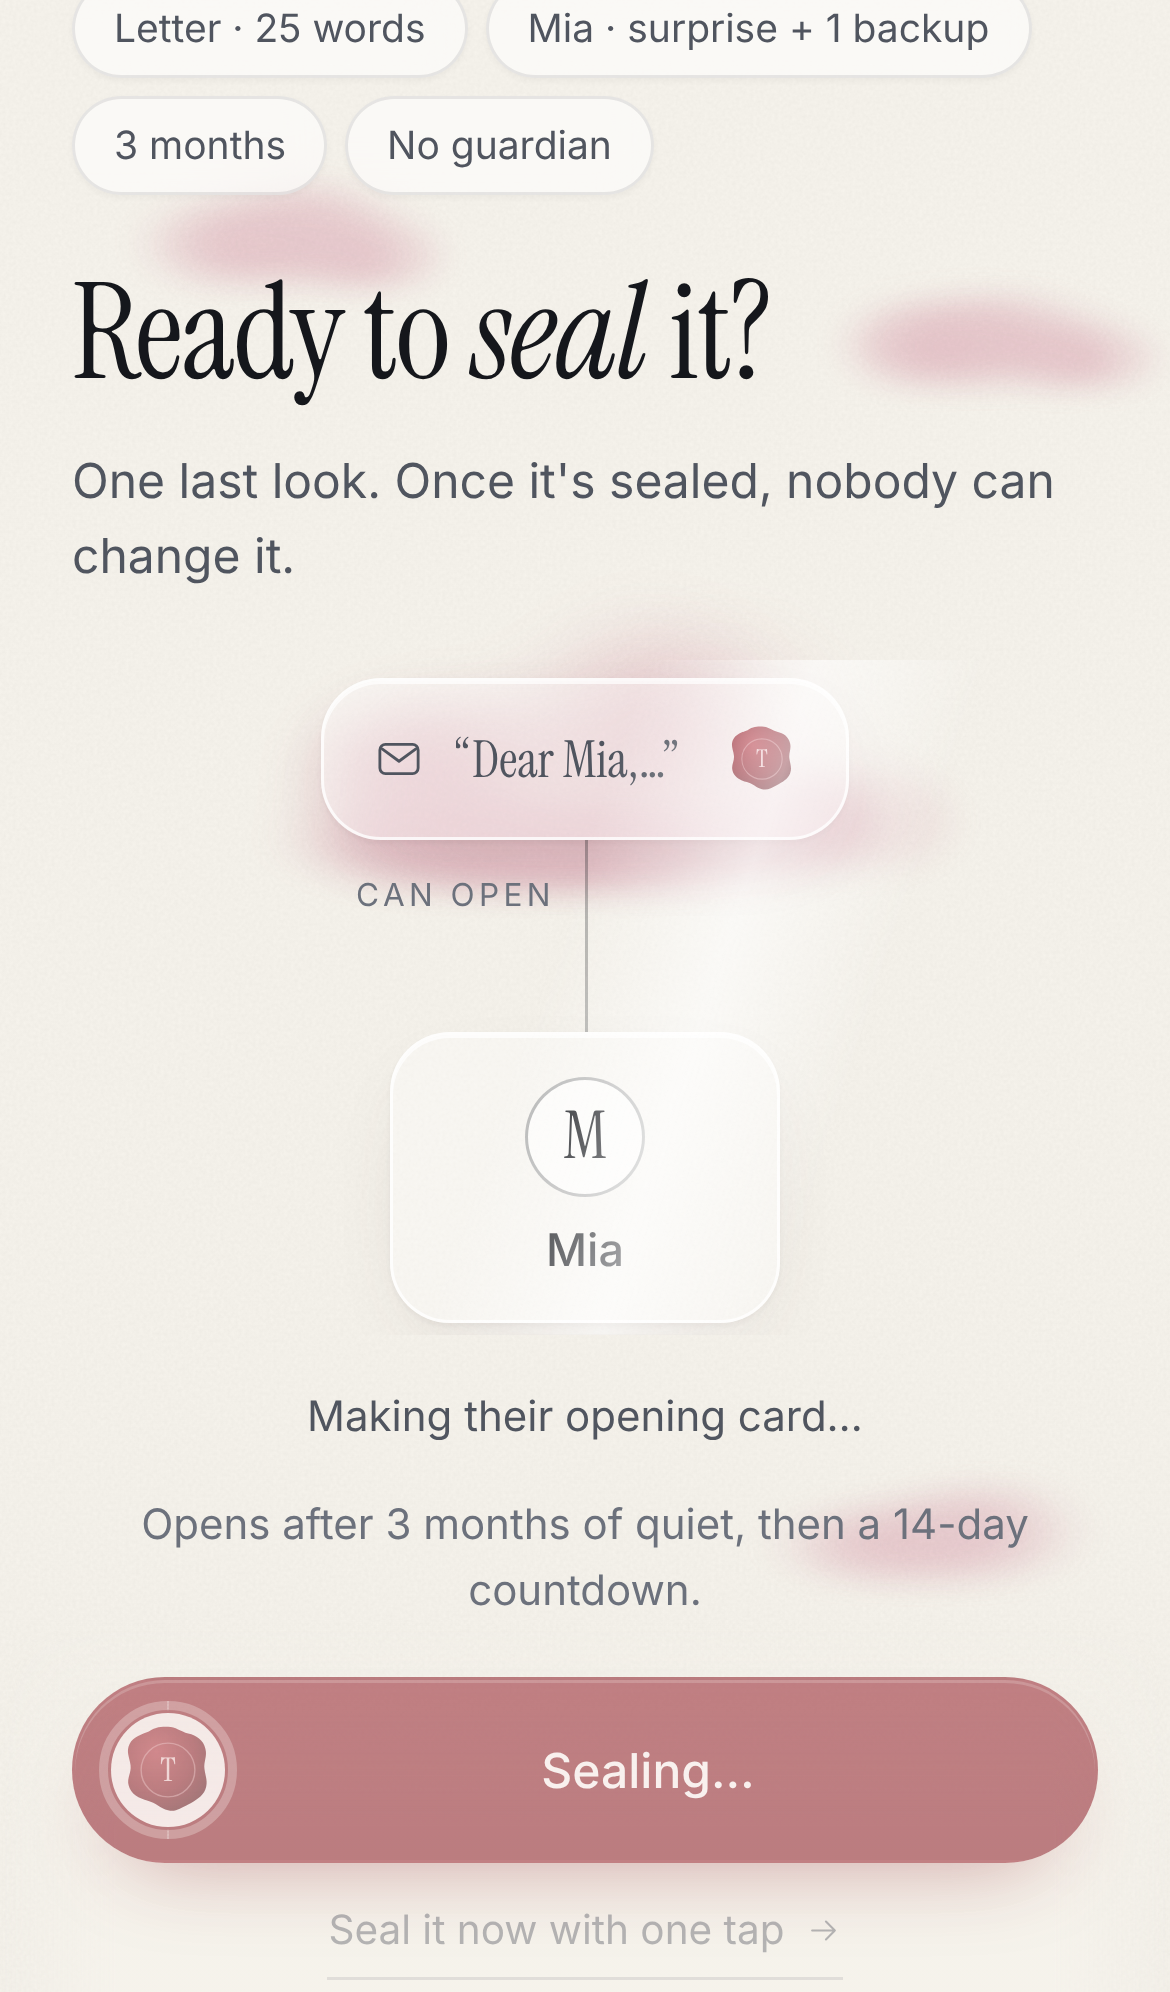 Letter · 25 words
Mia · surprise + 1 backup
3 months
No guardian
Ready to seal it?
One last look. Once it's sealed, nobody can
change it.
“Dear Mia,...”
T
CAN OPEN
M
Mia
Making their opening card...
Opens after 3 months of quiet, then a 14-day
countdown.
T
Sealing...
Seal it now with one tap →